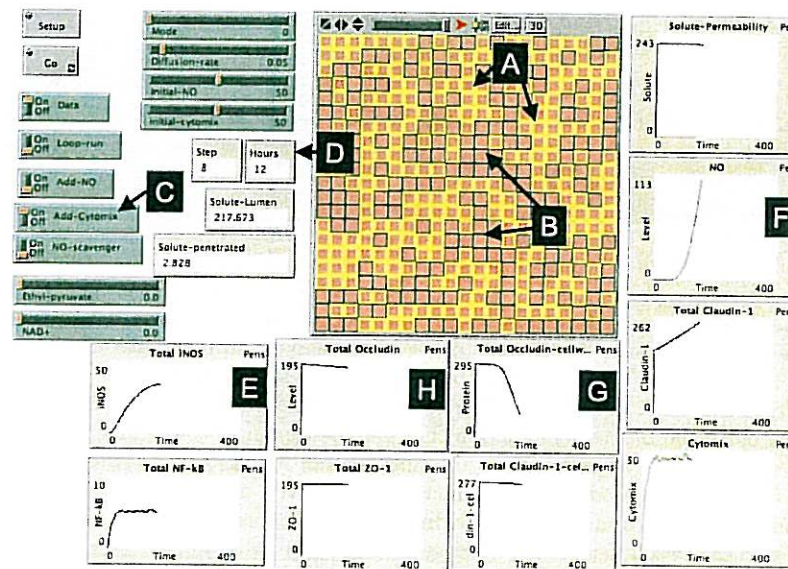 Setup
Go
Mode 0
Diffusion-rate 0.05
Initial-NO 50
Initial-cytomix 50
On
Off
Data
On
Off
Loop-run
On
Off
Add-NO
On
Off
Add-Cytomix
On
Off
NO-scavenger
Ethyl-pyruvate 0.0
NAD+ 0.0
C
Step
8
Hours
12
D
Solute-Lumen
217.673
Solute-penetrated
2.828
Edit...
3D
A
B
Solute-Permeability Pens
243
Solute
0
Time 400
NO Pens
113
Level
0
Time 400
F
Total Claudin-1 Pens
262
Claudin-1
0
Time 400
Total iNOS Pens
50
iNOS
0
0 Time 400
E
Total Occludin Pens
195
Level
0
0 Time 400
H
Total Occludin-cellw... Pens
295
Protein
0
0 Time 400
G
Total NF-kB Pens
10
NF-kB
0
0 Time 400
Total ZO-1 Pens
195
ZO-1
0
0 Time 400
Total Claudin-1-cel... Pens
277
din-1-cel
0
0 Time 400
Cytomix Pens
50
Cytomix
0
0 Time 400